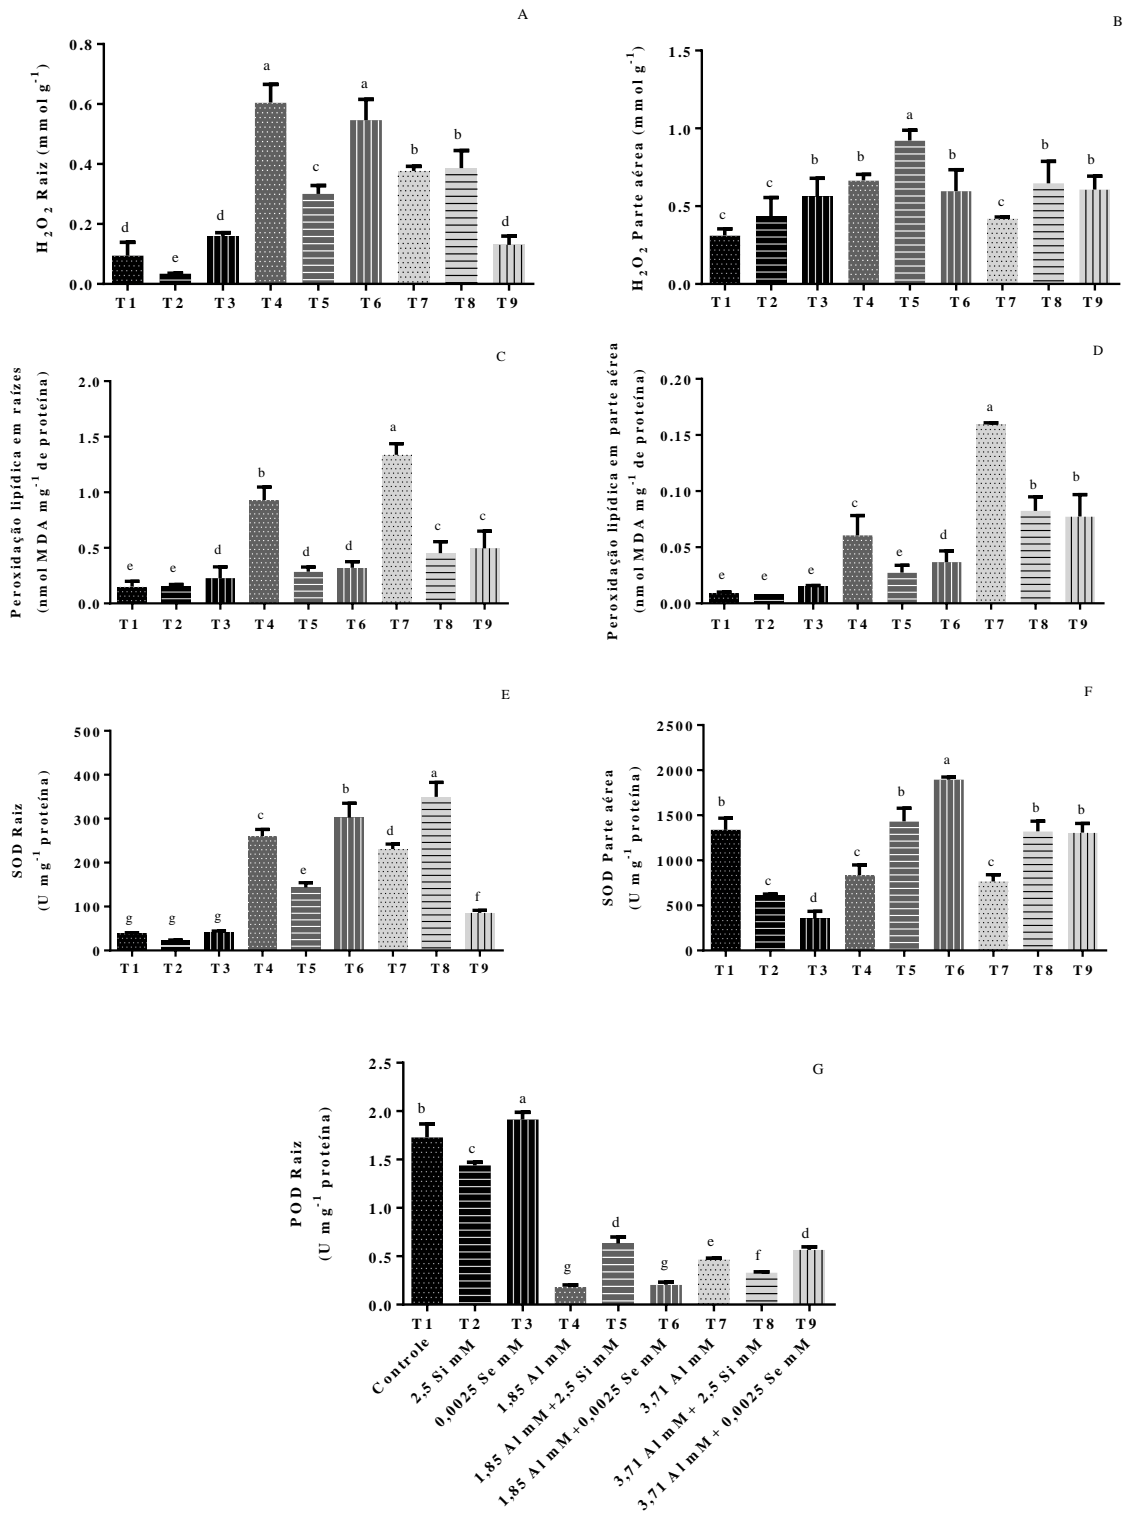 A
H2O2 Raiz (mmol g-1)
0.8
0.6
0.4
0.2
0.0
d e d a c a b b d
T1 T2 T3 T4 T5 T6 T7 T8 T9
B
H2O2 Parte aérea (mmol g-1)
1.5
1.0
0.5
0.0
c c b b a b c b b
T1 T2 T3 T4 T5 T6 T7 T8 T9
C
Peroxidação lipídica em raízes
(nmol MDA mg-1 de proteína)
2.0
1.5
1.0
0.5
0.0
e e d b d d a c c
T1 T2 T3 T4 T5 T6 T7 T8 T9
D
Peroxidação lipídica em parte aérea
(nmol MDA mg-1 de proteína)
0.20
0.15
0.10
0.05
0.00
e e e c e d a b b
T1 T2 T3 T4 T5 T6 T7 T8 T9
E
SOD Raiz
(U mg-1 proteína)
500
400
300
200
100
0
g g g c e b d a f
T1 T2 T3 T4 T5 T6 T7 T8 T9
F
SOD Parte aérea
(U mg-1 proteína)
2500
2000
1500
1000
500
0
b c d c b a c b b
T1 T2 T3 T4 T5 T6 T7 T8 T9
G
POD Raiz
(U mg-1 proteína)
2.5
2.0
1.5
1.0
0.5
0.0
b c a g d g e f d
T1 T2 T3 T4 T5 T6 T7 T8 T9
Controle
2,5 Si mM
0,0025 Se mM
1,85 Al mM
1,85 Al mM+2,5 Si mM
1,85 Al mM+0,0025 Se mM
3,71 Al mM
3,71 Al mM+ 2,5 Si mM
3,71 Al mM+ 0,0025 Se mM